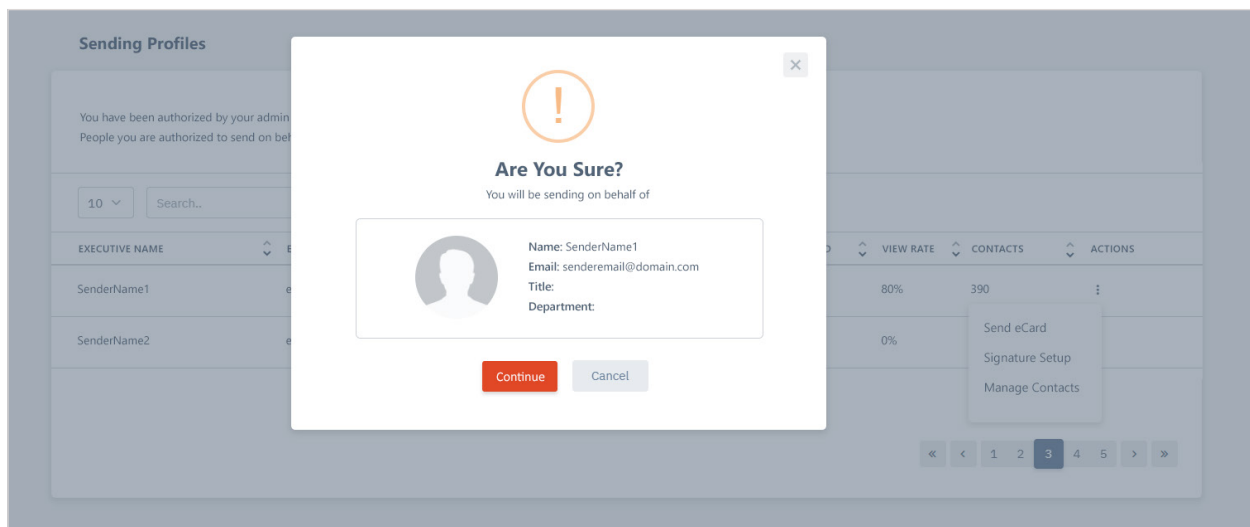 Sending Profiles
You have been authorized by your admin
People you are authorized to send on
10 Search..
EXECUTIVE NAME VIEW RATE CONTACTS ACTIONS
SenderName1 80% 390
SenderName2 0%
Send eCard
Signature Setup
Manage Contacts
« < 1 2 3 4 5 > »
×
!
Are You Sure?
You will be sending on behalf of
Name: SenderName1
Email: senderemail@domain.com
Title:
Department:
Continue Cancel